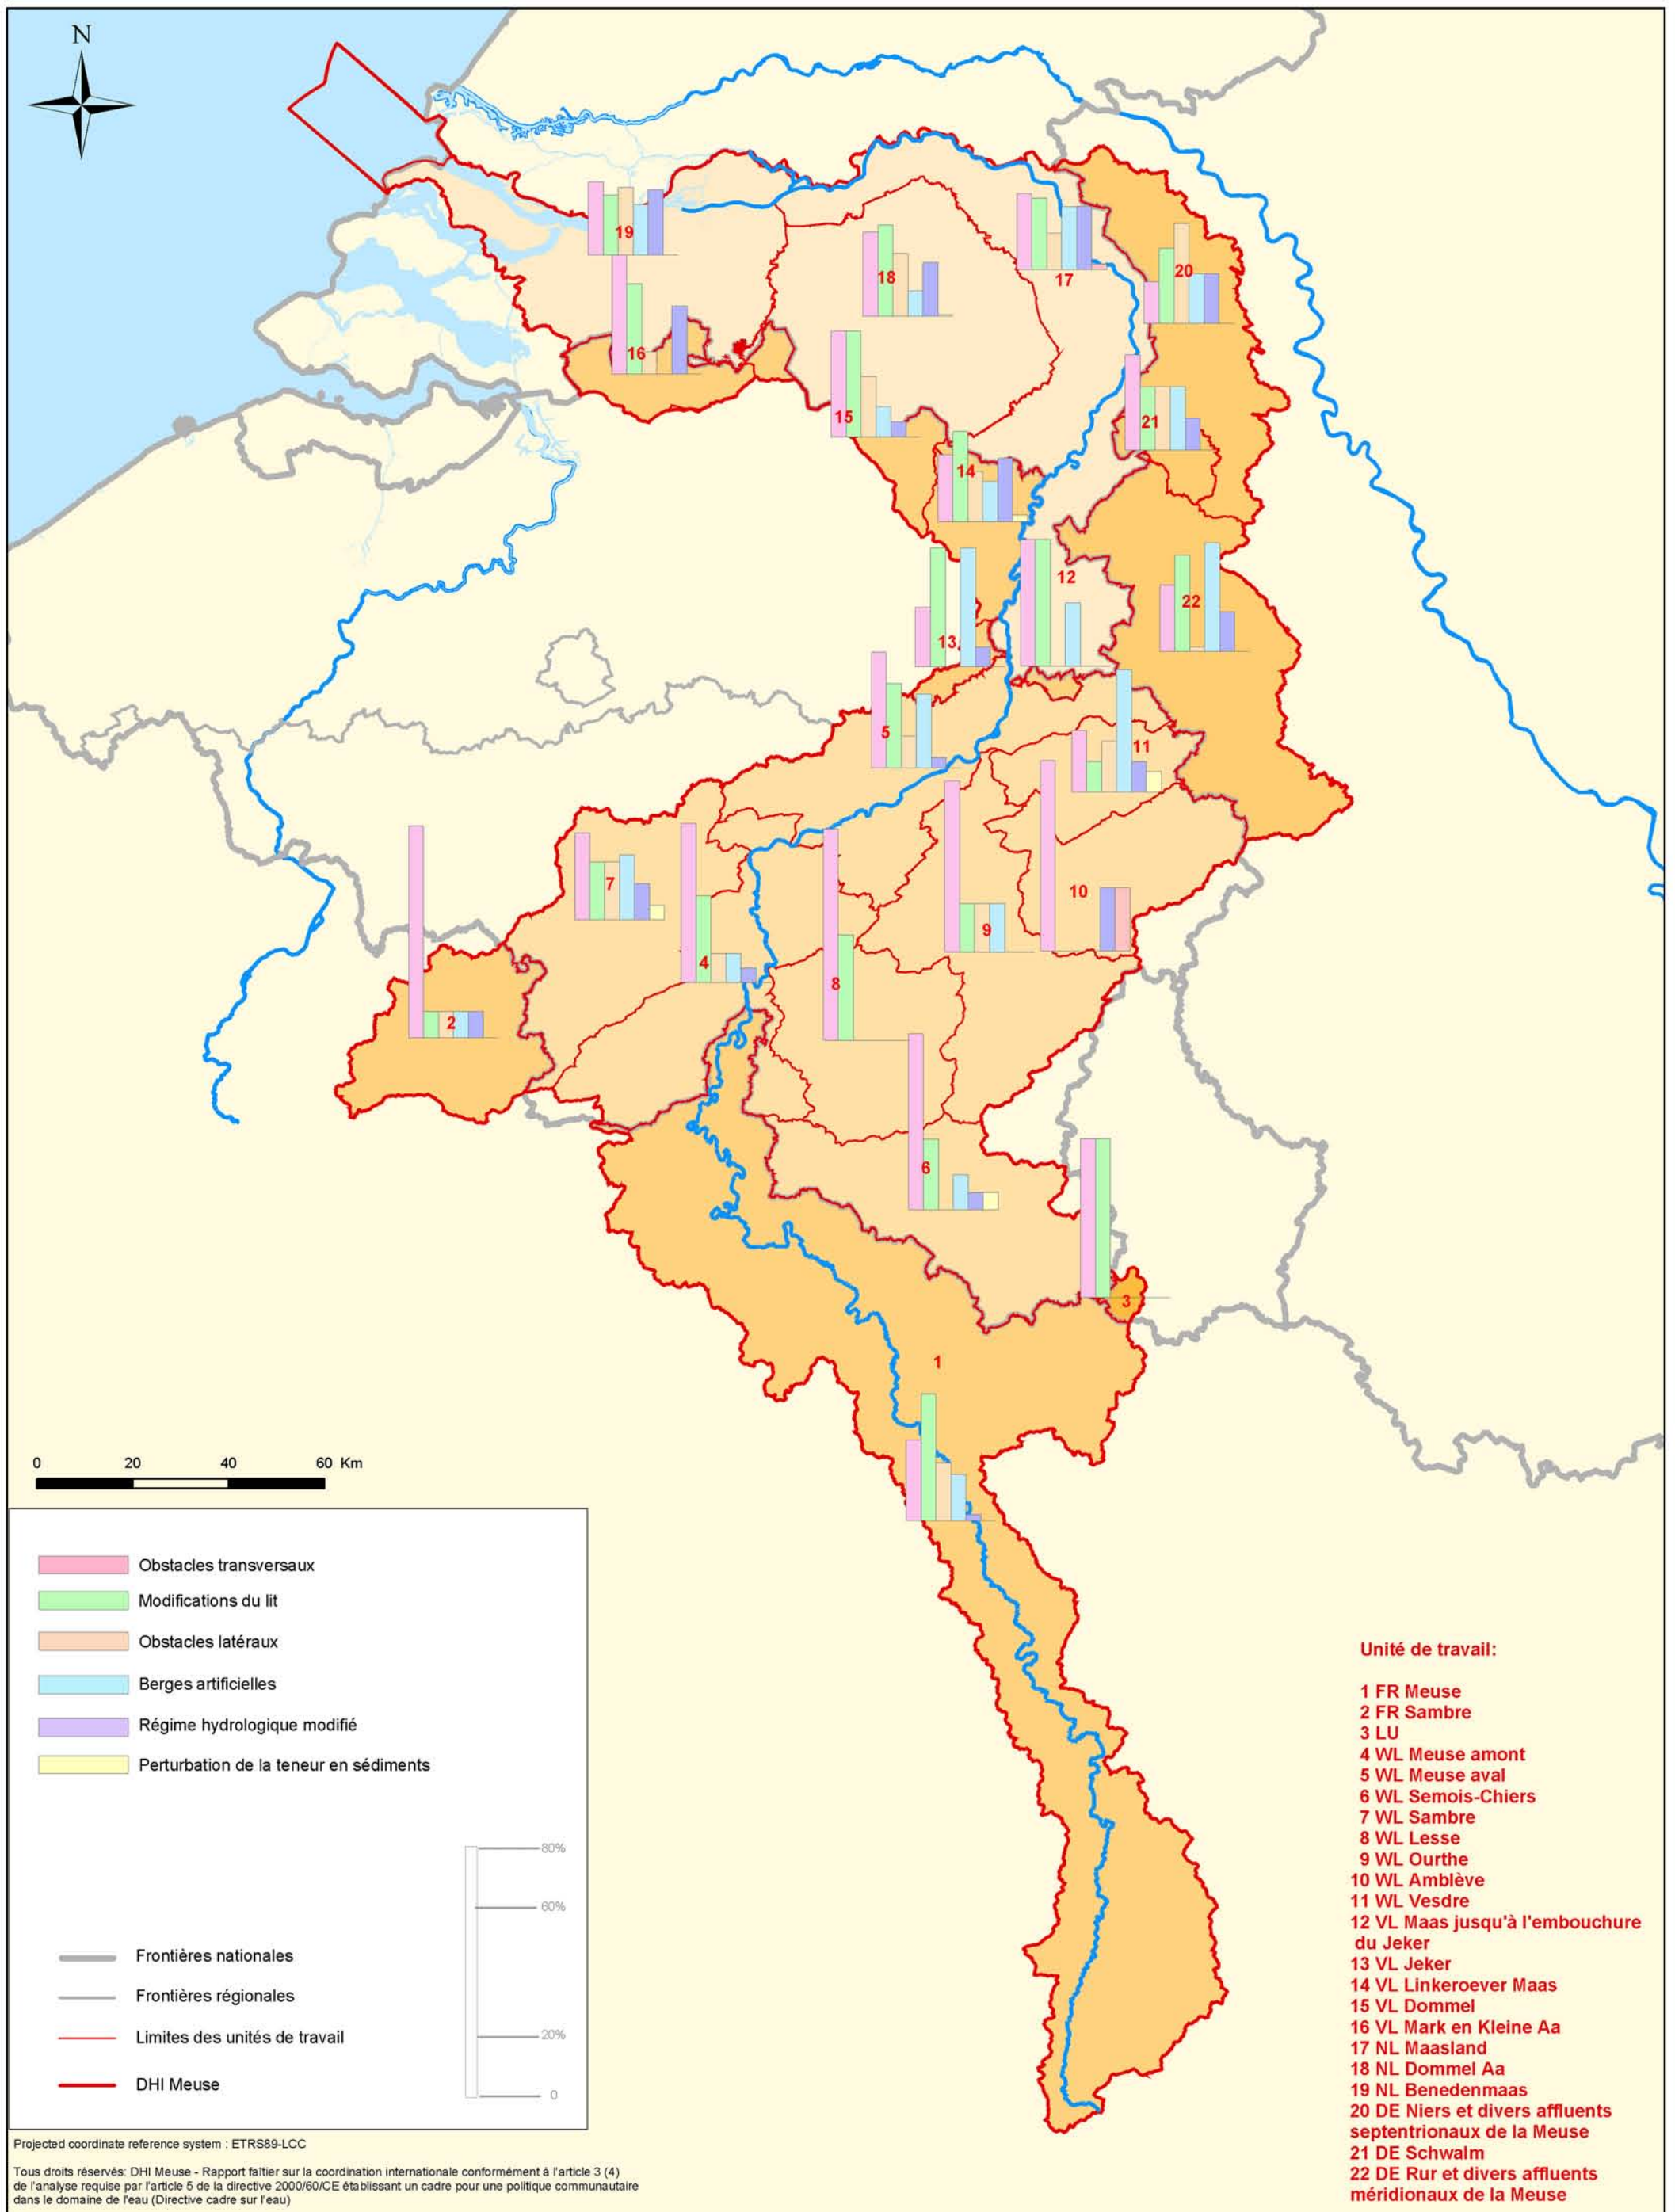 N
19
18
17
20
16
15
21
14
12
13
22
5
11
7
10
9
4
8
2
6
3
1
0 20 40 60 Km
Obstacles transversaux
Modifications du lit
Obstacles latéraux
Berges artificielles
Régime hydrologique modifié
Perturbation de la teneur en sédiments
80%
60%
20%
0
Frontières nationales
Frontières régionales
Limites des unités de travail
DHI Meuse
Projected coordinate reference system : ETRS89-LCC
Tous droits réservés: DHI Meuse - Rapport faîtier sur la coordination internationale conformément à l'article 3 (4)
de l'analyse requise par l'article 5 de la directive 2000/60/CE établissant un cadre pour une politique communautaire
dans le domaine de l'eau (Directive cadre sur l'eau)
Unité de travail:
1 FR Meuse
2 FR Sambre
3 LU
4 WL Meuse amont
5 WL Meuse aval
6 WL Semois-Chiers
7 WL Sambre
8 WL Lesse
9 WL Ourthe
10 WL Amblève
11 WL Vesdre
12 VL Maas jusqu'à l'embouchure
du Jeker
13 VL Jeker
14 VL Linkeroever Maas
15 VL Dommel
16 VL Mark en Kleine Aa
17 NL Maasland
18 NL Dommel Aa
19 NL Benedenmaas
20 DE Niers et divers affluents
septentrionaux de la Meuse
21 DE Schwalm
22 DE Rur et divers affluents
méridionaux de la Meuse